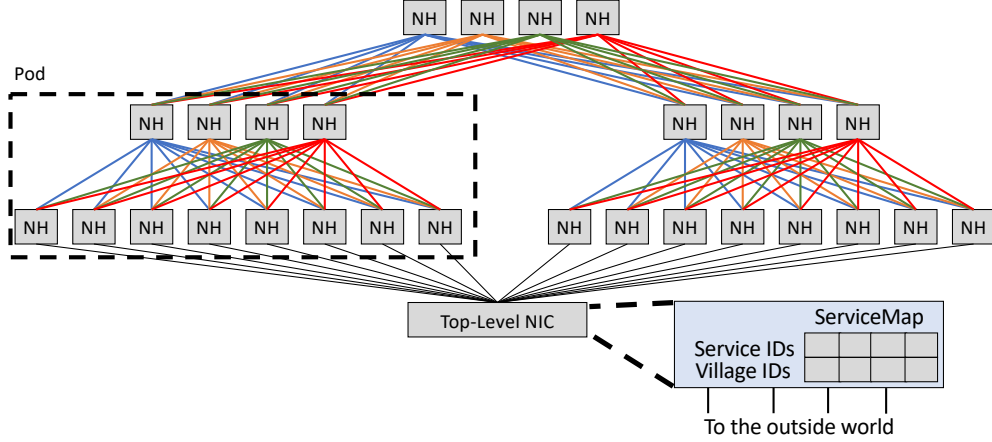 NH NH NH NH
Pod
NH NH NH NH NH NH NH NH
NH NH NH NH NH NH NH NH NH NH NH NH NH NH NH NH
Top-Level NIC
ServiceMap
Service IDs
Village IDs
To the outside world